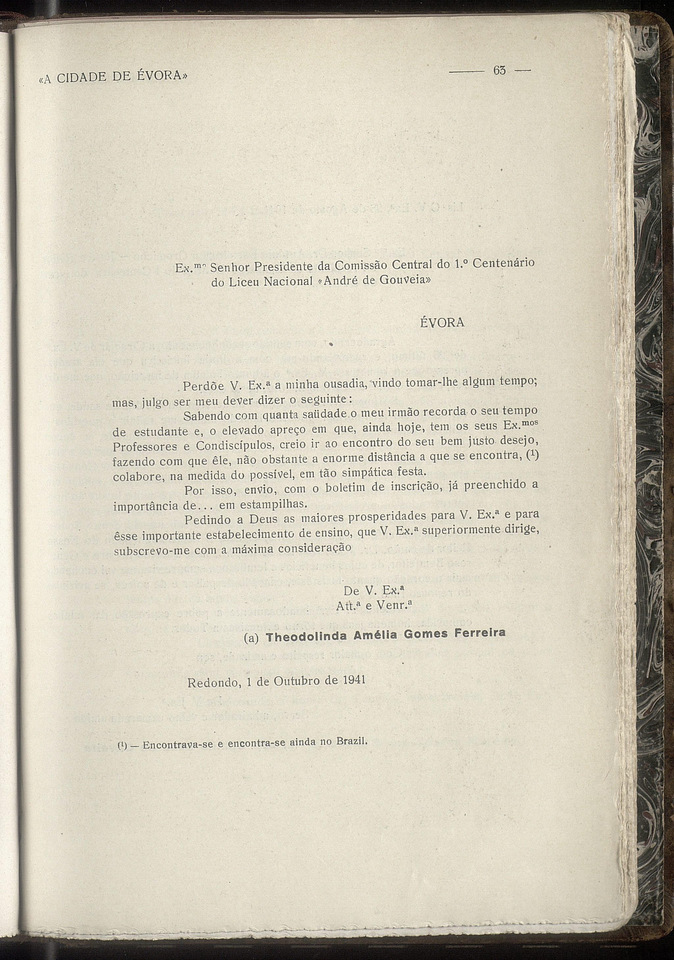 «A CIDADE DE ÉVORA» —— 63 —
Ex.mo Senhor Presidente da Comissão Central do 1.º Centenário
do Liceu Nacional «André de Gouveia»
ÉVORA
Perdõe V. Ex.ª a minha ousadia, vindo tomar-lhe algum tempo;
mas, julgo ser meu dever dizer o seguinte:
Sabendo com quanta saüdade o meu irmão recorda o seu tempo
de estudante e, o elevado apreço em que, ainda hoje, tem os seus Ex.mos
Professores e Condiscípulos, creio ir ao encontro do seu bem justo desejo,
fazendo com que êle, não obstante a enorme distância a que se encontra, (¹)
colabore, na medida do possível, em tão simpática festa.
Por isso, envio, com o boletim de inscrição, já preenchido a
importância de... em estampilhas.
Pedindo a Deus as maiores prosperidades para V. Ex.ª e para
êsse importante estabelecimento de ensino, que V. Ex.ª superiormente dirige,
subscrevo-me com a máxima consideração
De V. Ex.ª
Att.ª e Venr.ª
(a) Theodolinda Amélia Gomes Ferreira
Redondo, 1 de Outubro de 1941
(¹) — Encontrava-se e encontra-se ainda no Brazil.